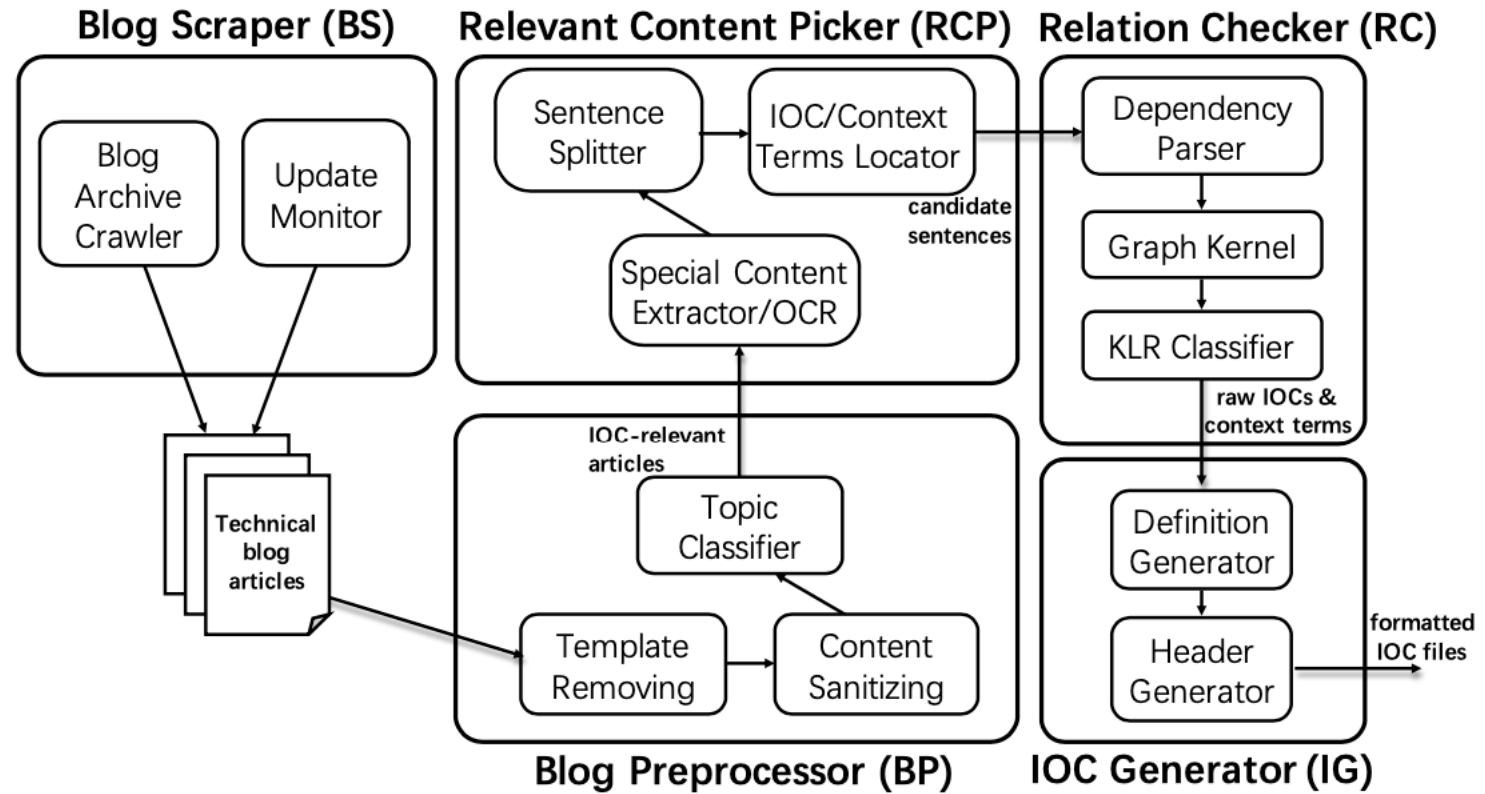 Blog Scraper (BS)
Blog
Archive
Crawler
Update
Monitor
Technical
blog
articles
Relevant Content Picker (RCP)
Sentence
Splitter
IOC/Context
Terms Locator
candidate
sentences
Special Content
Extractor/OCR
IOC-relevant
articles
Topic
Classifier
Template
Removing
Content
Sanitizing
Blog Preprocessor (BP)
Relation Checker (RC)
Dependency
Parser
Graph Kernel
KLR Classifier
raw IOCs &
context terms
Definition
Generator
Header
Generator
formatted
IOC files
IOC Generator (IG)